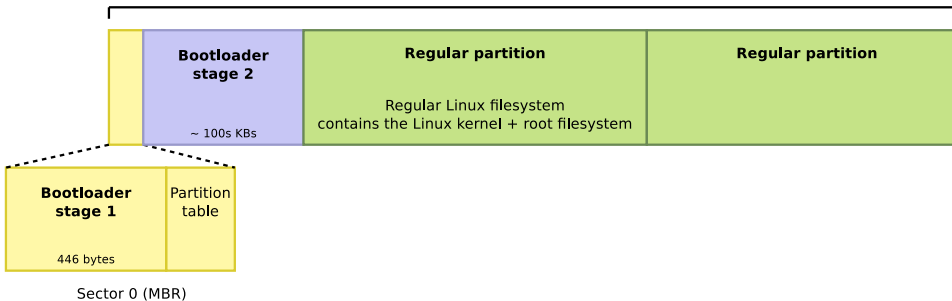 Bootloader
stage 2
~ 100s KBs
Regular partition
Regular Linux filesystem
contains the Linux kernel + root filesystem
Regular partition
Bootloader
stage 1
446 bytes
Partition
table
Sector 0 (MBR)